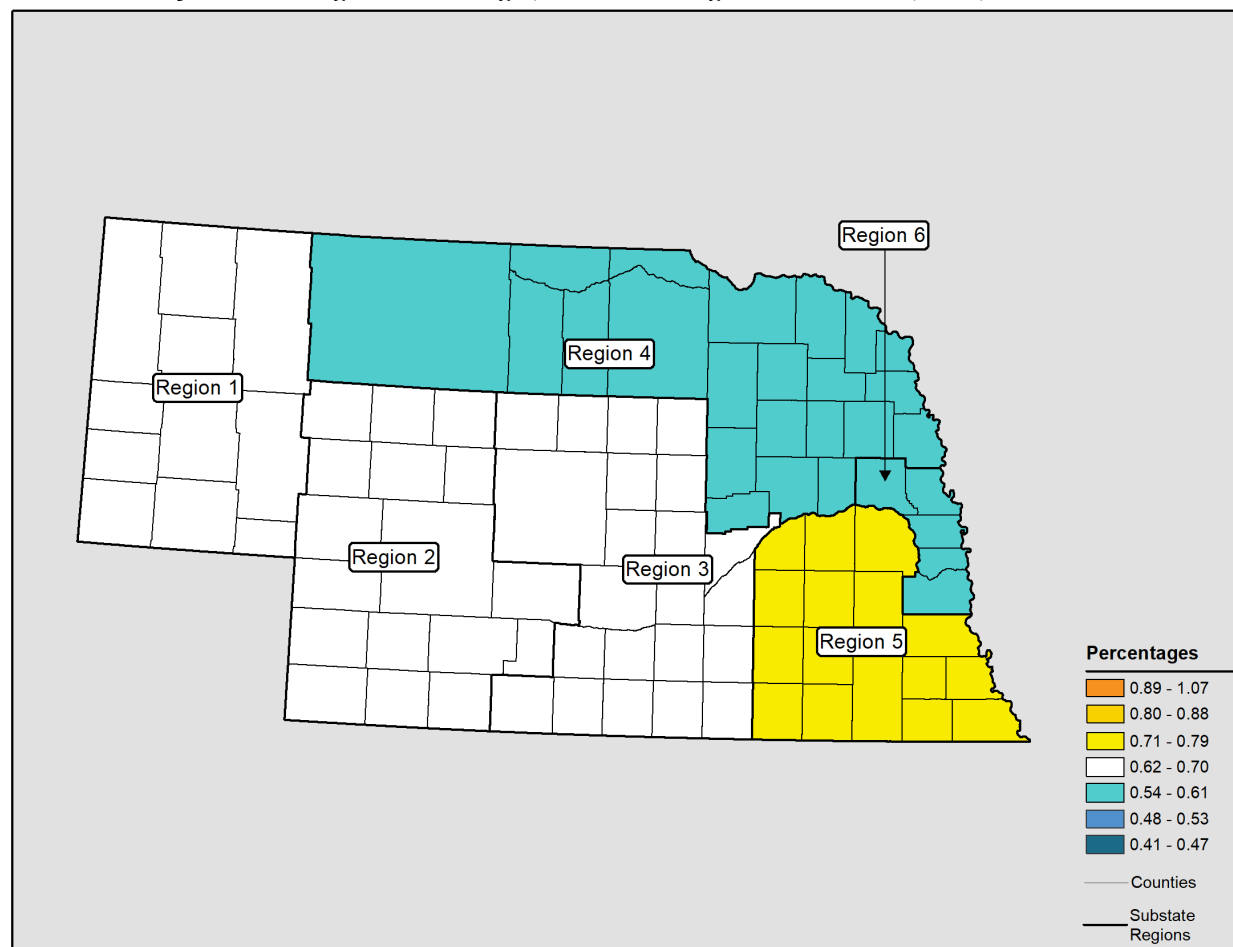 Region 6
Region 4
Region 1
Region 2
Region 3
Region 5
Percentages
0.89 - 1.07
0.80 - 0.88
0.71 - 0.79
0.62 - 0.70
0.54 - 0.61
0.48 - 0.53
0.41 - 0.47
Counties
Substate
Regions